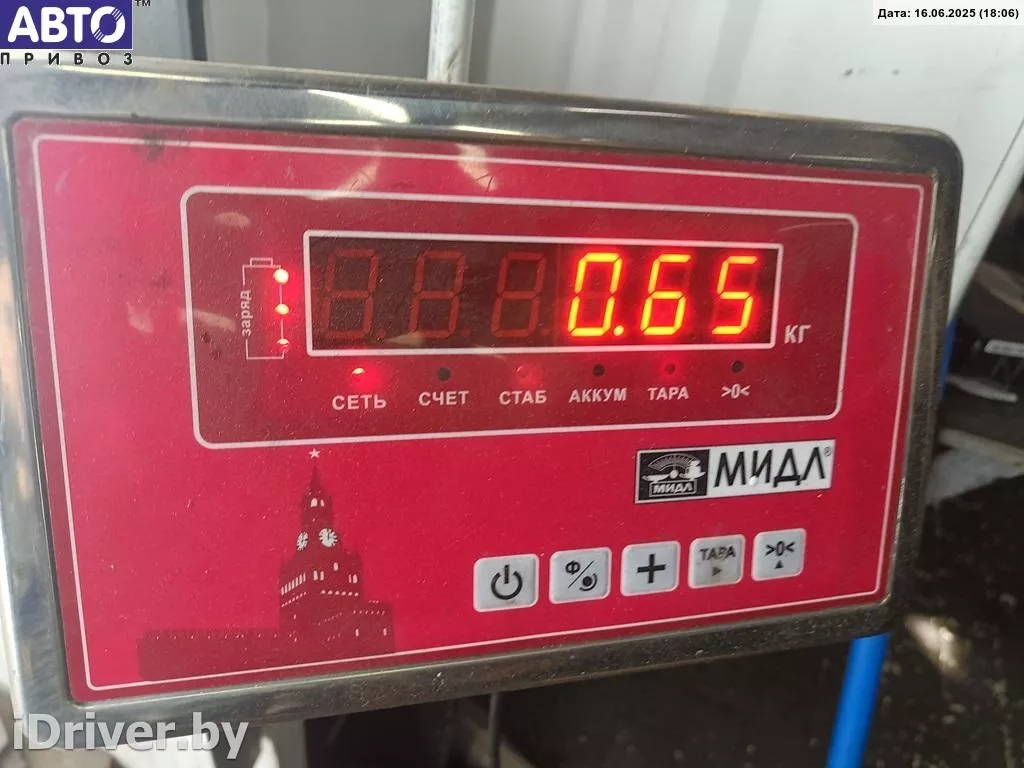 АВТО™
ПРИВОЗ
Дата: 16.06.2025 (18:06)
заряд
0.65
кг
СЕТЬ СЧЕТ СТАБ АККУМ ТАРА >0<
МИДЛ МИДЛ®
Ф/ + ТАРА >0<
iDriver.by